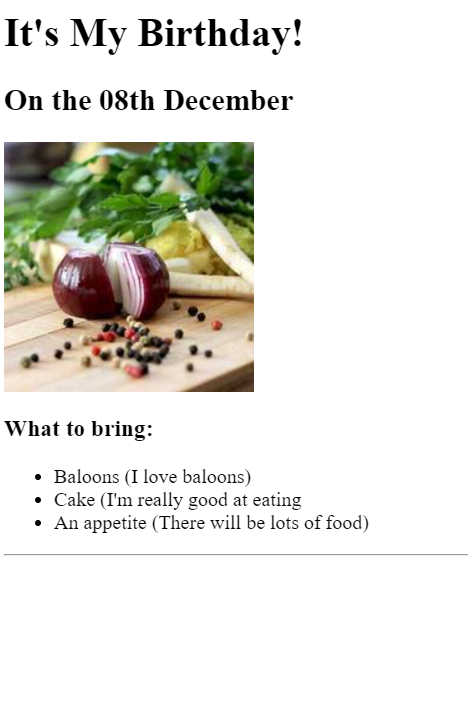 It's My Birthday!
On the 08th December
What to bring:
Baloons (I love baloons)
Cake (I'm really good at eating
An appetite (There will be lots of food)